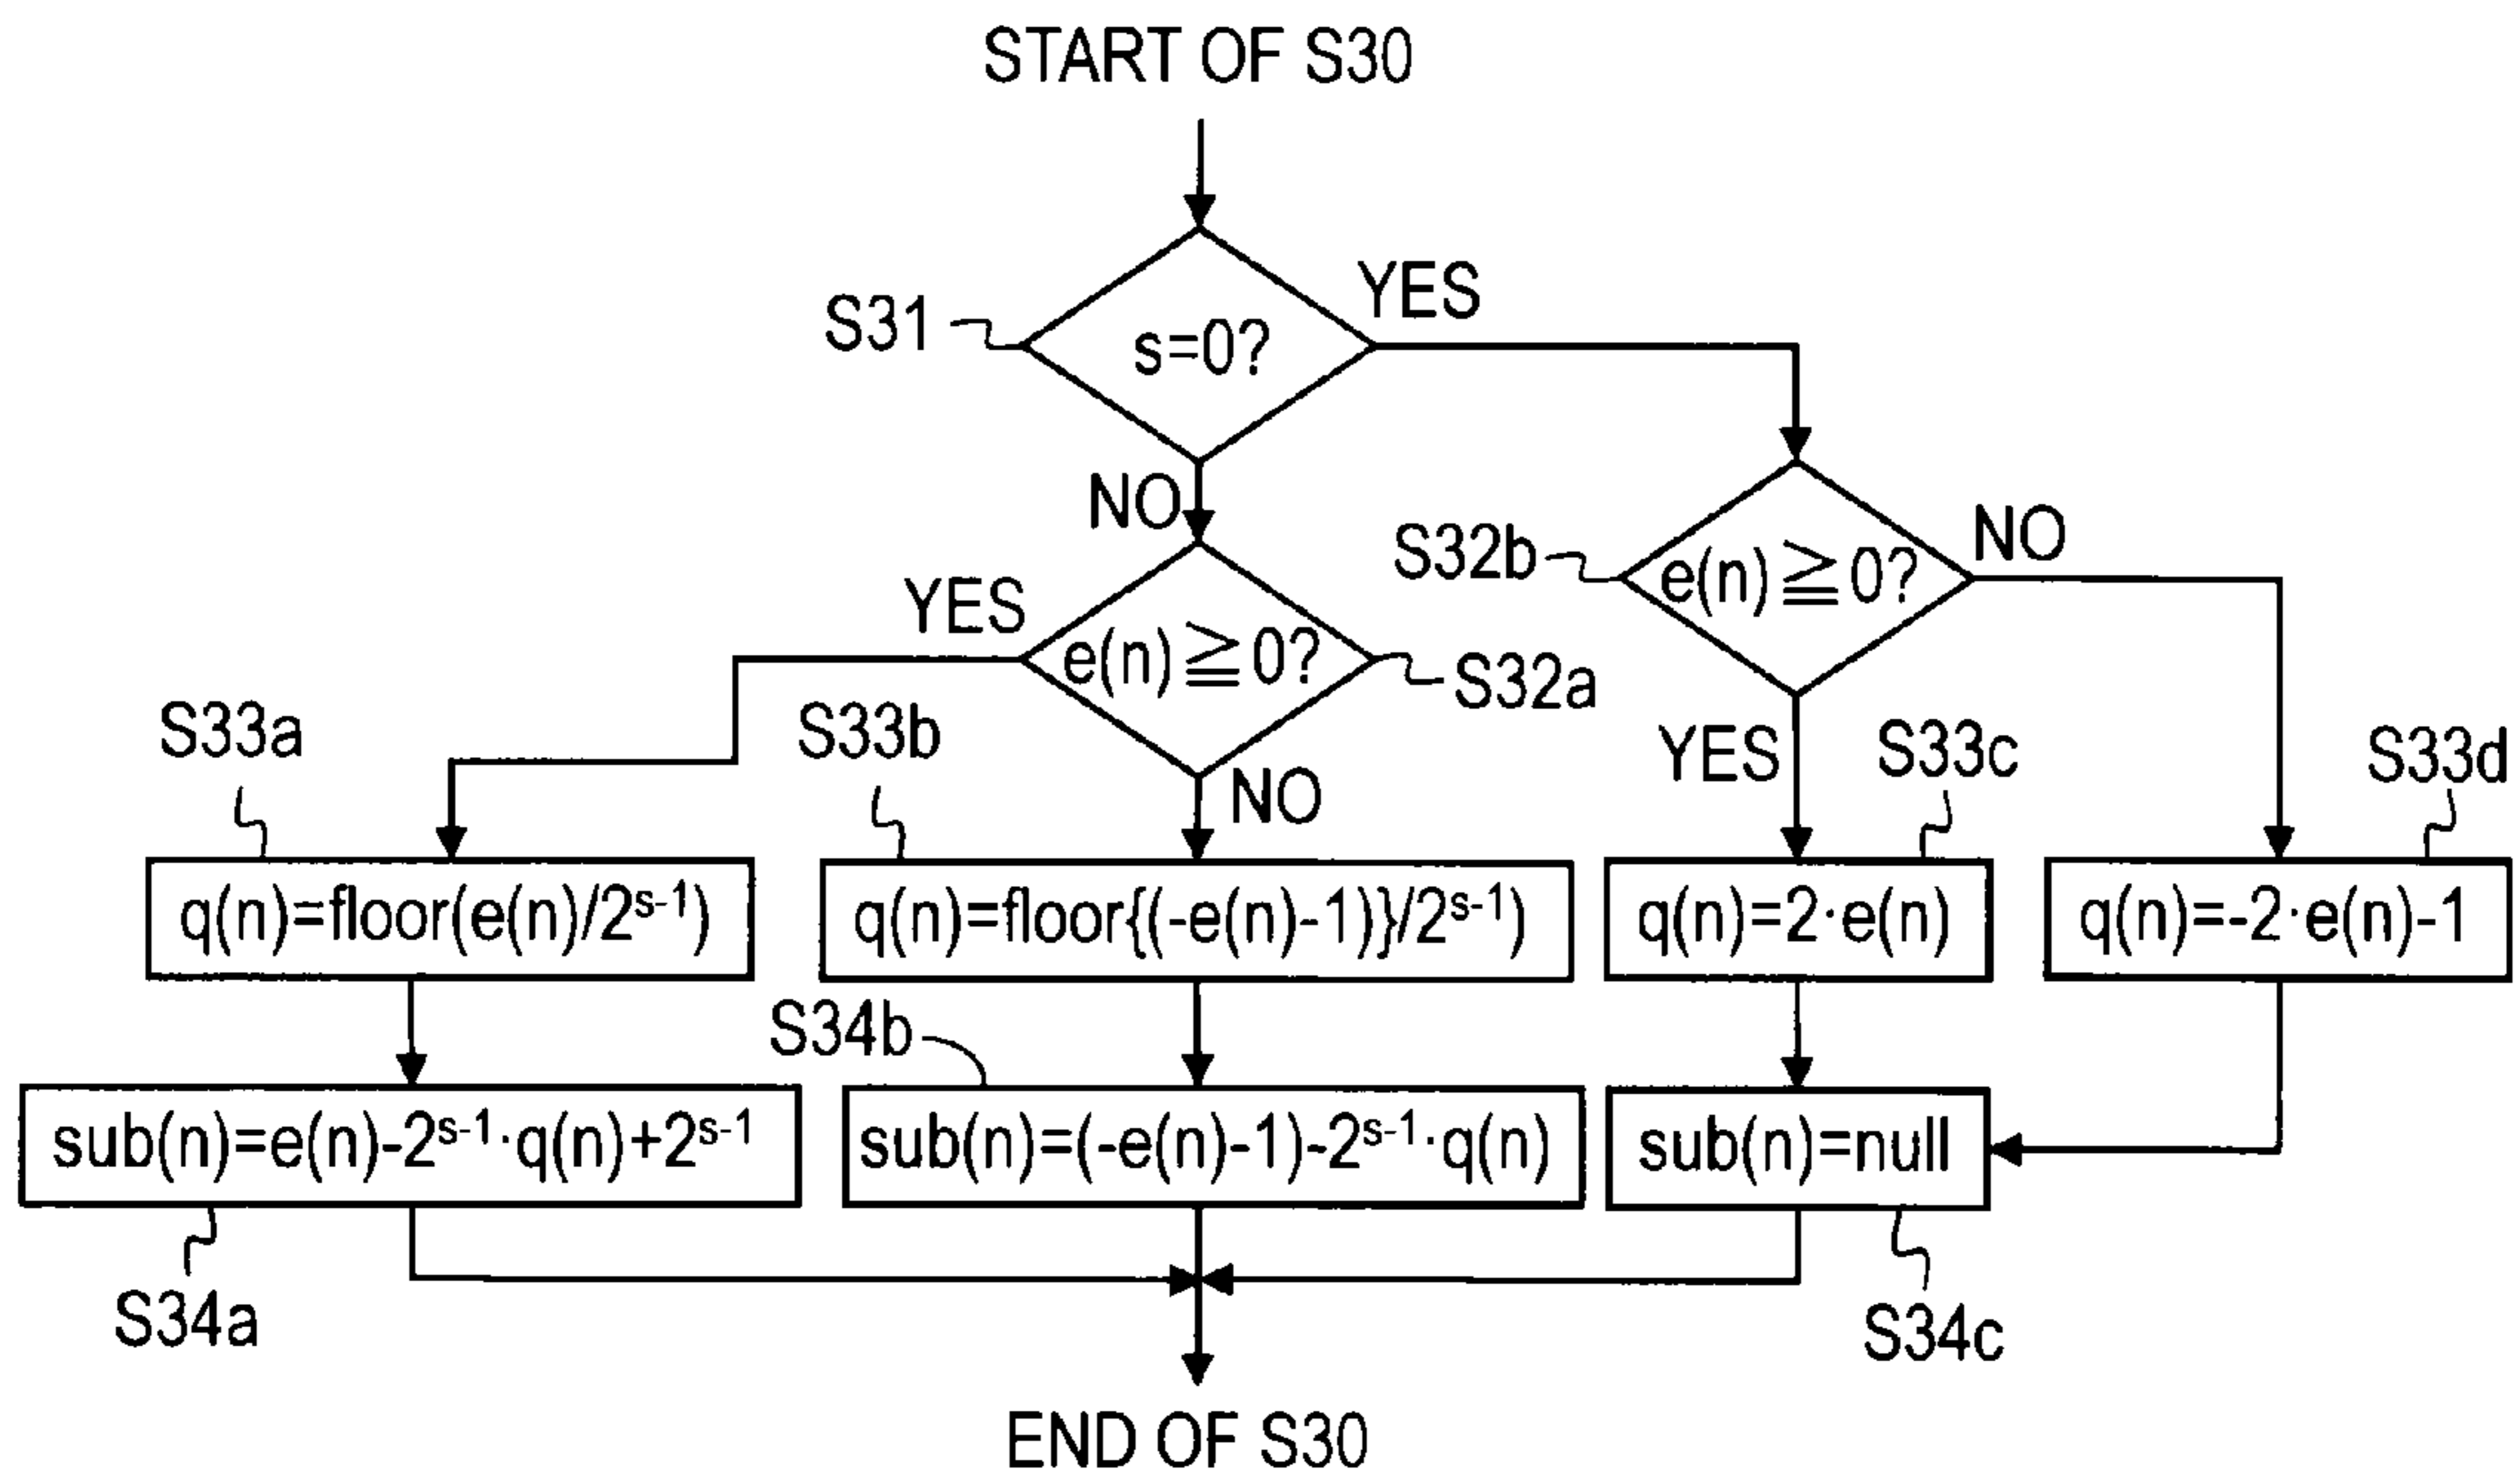 START OF S30
S31
s=0?
YES
NO
S32b
e(n)≧0?
NO
YES
e(n)≧0?
S32a
S33a
S33b
NO
YES
S33c
S33d
q(n)=floor(e(n)/2^{s-1})
q(n)=floor{(-e(n)-1)}/2^{s-1})
q(n)=2·e(n)
q(n)=-2·e(n)-1
S34b
sub(n)=e(n)-2^{s-1}·q(n)+2^{s-1}
sub(n)=(-e(n)-1)-2^{s-1}·q(n)
sub(n)=null
S34a
S34c
END OF S30